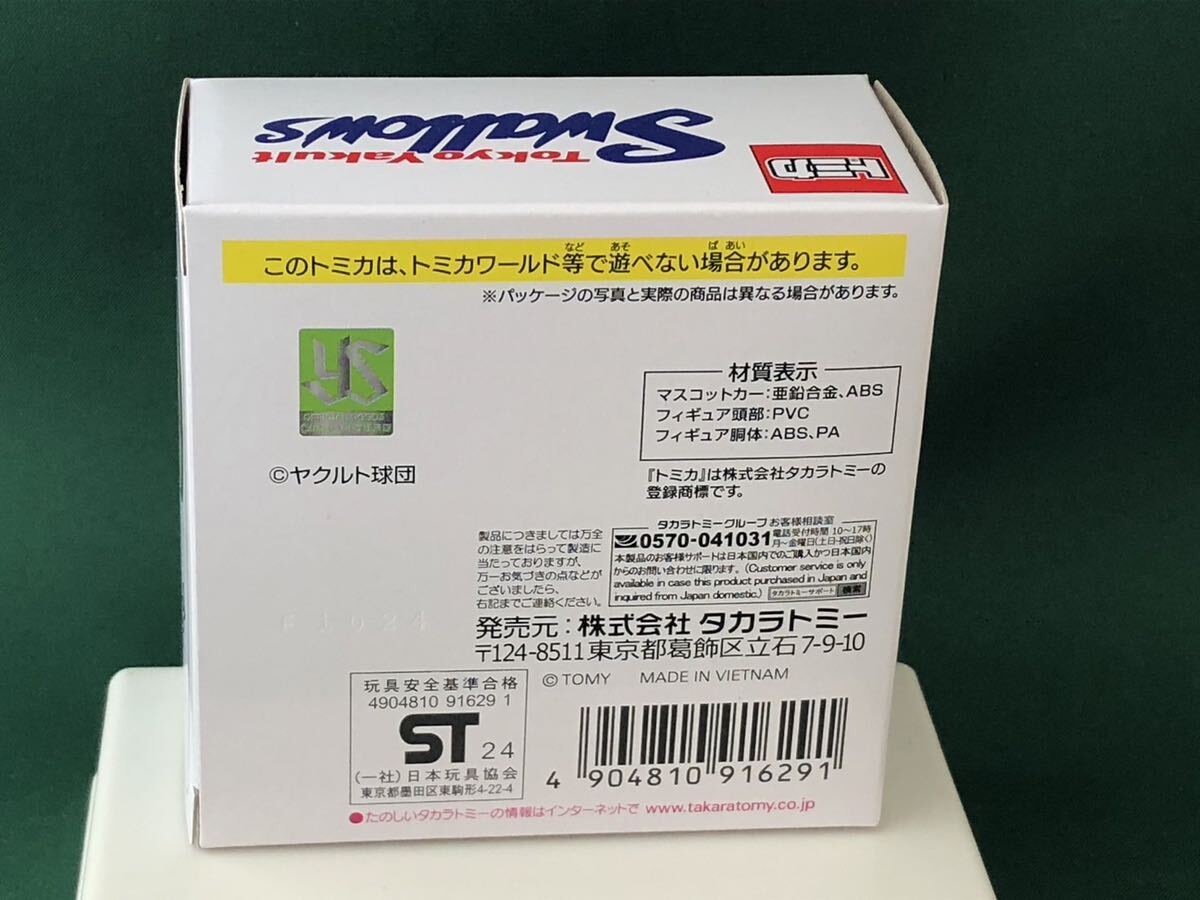 Tokyo Yakult
Swallows
トミカ
このトミカは、トミカワールド等で遊べない場合があります。
など あそ ば あい
※パッケージの写真と実際の商品は異なる場合があります。
YS
©ヤクルト球団
材質表示
マスコットカー:亜鉛合金、ABS
フィギュア頭部:PVC
フィギュア胴体:ABS、PA
『トミカ』は株式会社タカラトミーの
登録商標です。
製品につきましては万全
の注意をはらって製造に
当たっておりますが、
万一お気づきの点などが
ございましたら、
右記までご連絡ください。
タカラトミーグループ お客様相談室
0570-041031
電話受付時間 10〜17時
月〜金曜日(土日・祝日除く)
本製品のお客様サポートは日本国内でのご購入かつ日本国内
からのお問い合わせに限ります。(Customer service is only
available in case this product purchased in Japan and
inquired from Japan domestic.)
タカラトミーサポート 検索
発売元:株式会社 タカラトミー
〒124-8511 東京都葛飾区立石7-9-10
© TOMY MADE IN VIETNAM
玩具安全基準合格
4904810 91629 1
ST 24
(一社)日本玩具協会
東京都墨田区東駒形4-22-4
4 904810 916291
●たのしいタカラトミーの情報はインターネットで www.takaratomy.co.jp